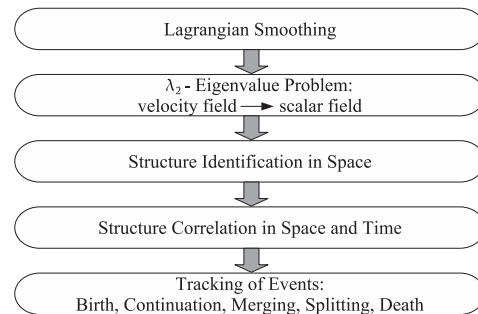 Lagrangian Smoothing
λ₂ - Eigenvalue Problem:
velocity field → scalar field
Structure Identification in Space
Structure Correlation in Space and Time
Tracking of Events:
Birth, Continuation, Merging, Splitting, Death